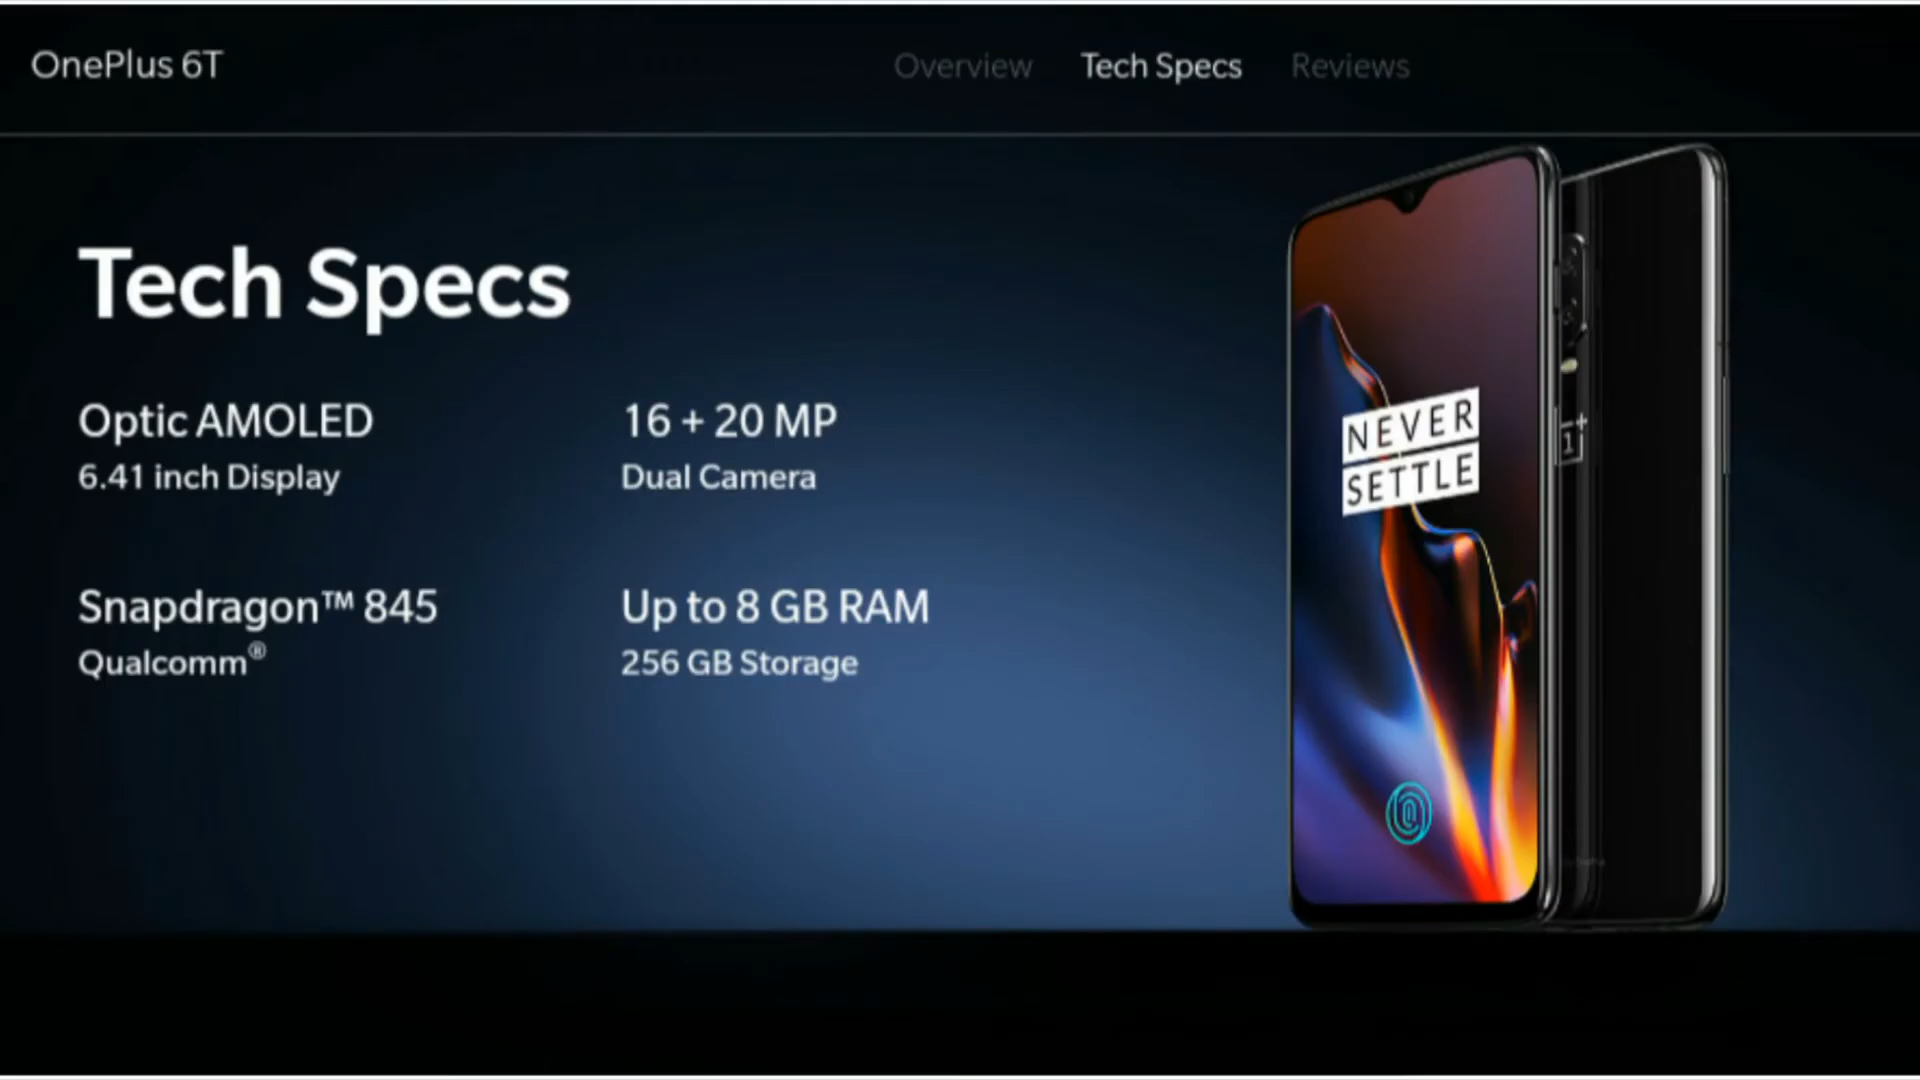 OnePlus 6T
Overview
Tech Specs
Reviews
Tech Specs
Optic AMOLED
6.41 inch Display
16 + 20 MP
Dual Camera
Snapdragon™ 845
Qualcomm®
Up to 8 GB RAM
256 GB Storage
NEVER
SETTLE
1+